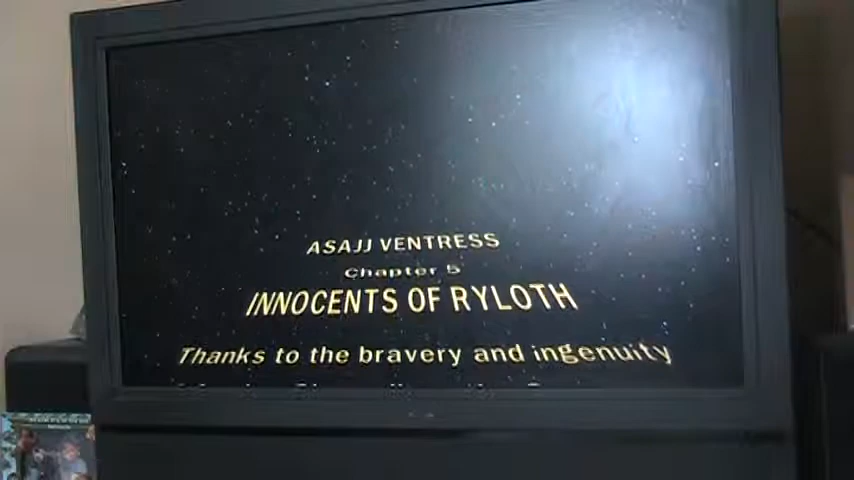 ASAJJ VENTRESS
Chapter 5
INNOCENTS OF RYLOTH
Thanks to the bravery and ingenuity